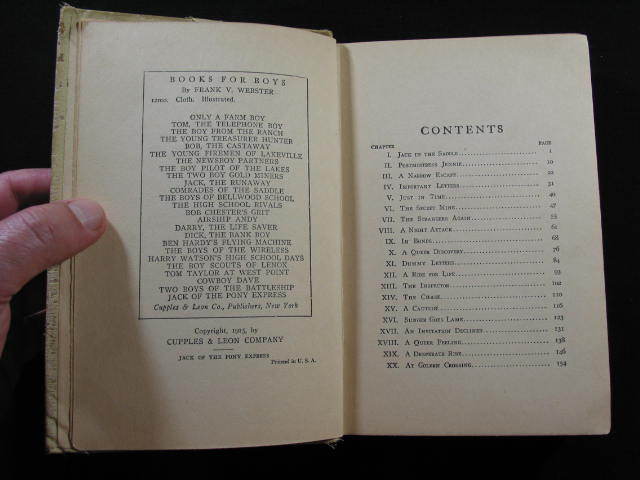 BOOKS FOR BOYS
By FRANK V. WEBSTER
12mo. Cloth. Illustrated.
ONLY A FARM BOY
TOM, THE TELEPHONE BOY
THE BOY FROM THE RANCH
THE YOUNG TREASURER HUNTER
BOB, THE CASTAWAY
THE YOUNG FIREMEN OF LAKEVILLE
THE NEWSBOY PARTNERS
THE BOY PILOT OF THE LAKES
THE TWO BOY GOLD MINERS
JACK, THE RUNAWAY
COMRADES OF THE SADDLE
THE BOYS OF BELLWOOD SCHOOL
THE HIGH SCHOOL RIVALS
BOB CHESTER'S GRIT
AIRSHIP ANDY
DARRY, THE LIFE SAVER
DICK, THE BANK BOY
BEN HARDY'S FLYING MACHINE
THE BOYS OF THE WIRELESS
HARRY WATSON'S HIGH SCHOOL DAYS
THE BOY SCOUTS OF LENOX
TOM TAYLOR AT WEST POINT
COWBOY DAVE
TWO BOYS OF THE BATTLESHIP
JACK OF THE PONY EXPRESS
Cupples & Leon Co., Publishers, New York
Copyright, 1915, by
CUPPLES & LEON COMPANY
JACK OF THE PONY EXPRESS
Printed in U. S. A.
CONTENTS
CHAPTER PAGE
I. Jack in the Saddle 1
II. Postmistress Jennie 10
III. A Narrow Escape 22
IV. Important Letters 31
V. Just in Time 40
VI. The Secret Mine 47
VII. The Strangers Again 55
VIII. A Night Attack 61
IX. In Bonds 68
X. A Queer Discovery 76
XI. Dummy Letters 84
XII. A Ride for Life 93
XIII. The Inspector 102
XIV. The Chase 110
XV. A Capture 116
XVI. Sunger Goes Lame 123
XVII. An Invitation Declined 131
XVIII. A Queer Feeling 138
XIX. A Desperate Ride 146
XX. At Golden Crossing 154